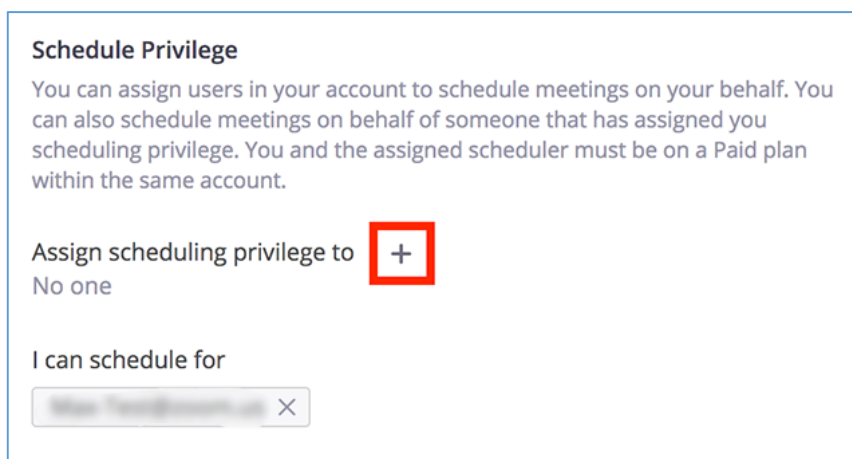 Schedule Privilege
You can assign users in your account to schedule meetings on your behalf. You
can also schedule meetings on behalf of someone that has assigned you
scheduling privilege. You and the assigned scheduler must be on a Paid plan
within the same account.
Assign scheduling privilege to +
No one
I can schedule for